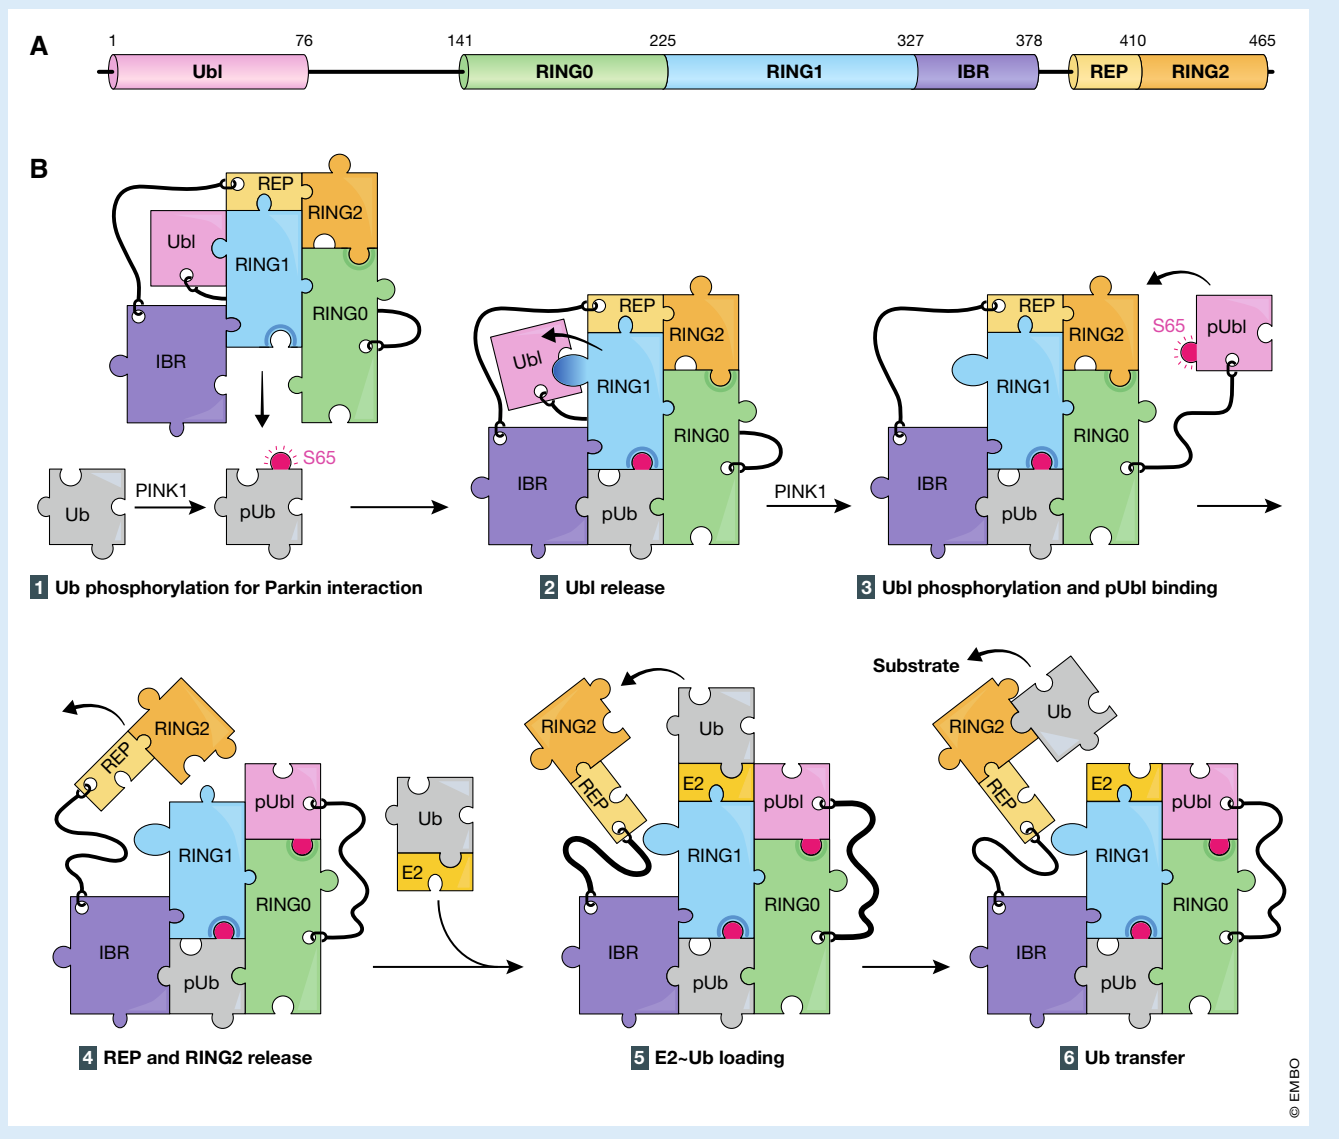 A
1 76 141 225 327 378 410 465
Ubl RING0 RING1 IBR REP RING2
B
REP
RING2
Ubl
RING1
RING0
IBR
S65
Ub
PINK1
pUb
1 Ub phosphorylation for Parkin interaction
REP
RING2
Ubl
RING1
RING0
IBR
pUb
PINK1
2 Ubl release
REP
RING2
S65
pUbl
RING1
RING0
IBR
pUb
3 Ubl phosphorylation and pUbl binding
RING2
REP
pUbl
RING1
RING0
IBR
pUb
Ub
E2
4 REP and RING2 release
RING2
Ub
REP
E2
pUbl
RING1
RING0
IBR
pUb
5 E2~Ub loading
Substrate
RING2
Ub
REP
E2
pUbl
RING1
RING0
IBR
pUb
6 Ub transfer
© EMBO